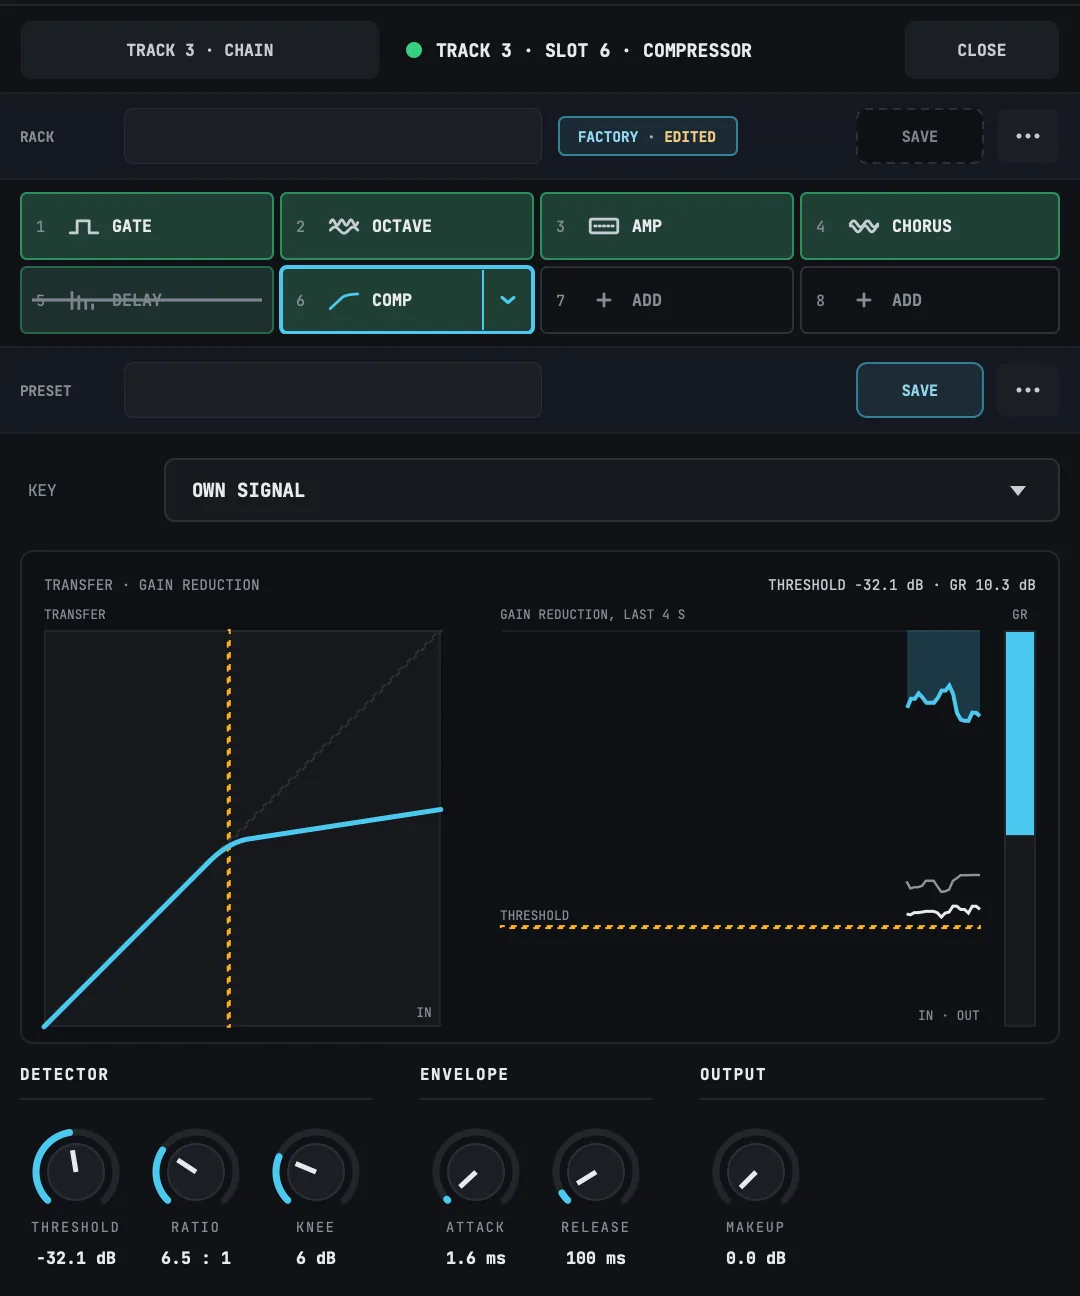 TRACK 3 · CHAIN
TRACK 3 · SLOT 6 · COMPRESSOR
CLOSE
RACK
FACTORY · EDITED
SAVE
1 GATE
2 OCTAVE
3 AMP
4 CHORUS
5 DELAY
6 COMP
7 + ADD
8 + ADD
PRESET
SAVE
KEY
OWN SIGNAL
TRANSFER · GAIN REDUCTION
THRESHOLD -32.1 dB · GR 10.3 dB
TRANSFER
GAIN REDUCTION, LAST 4 S
GR
THRESHOLD
IN
IN · OUT
DETECTOR
ENVELOPE
OUTPUT
THRESHOLD
RATIO
KNEE
ATTACK
RELEASE
MAKEUP
-32.1 dB
6.5 : 1
6 dB
1.6 ms
100 ms
0.0 dB